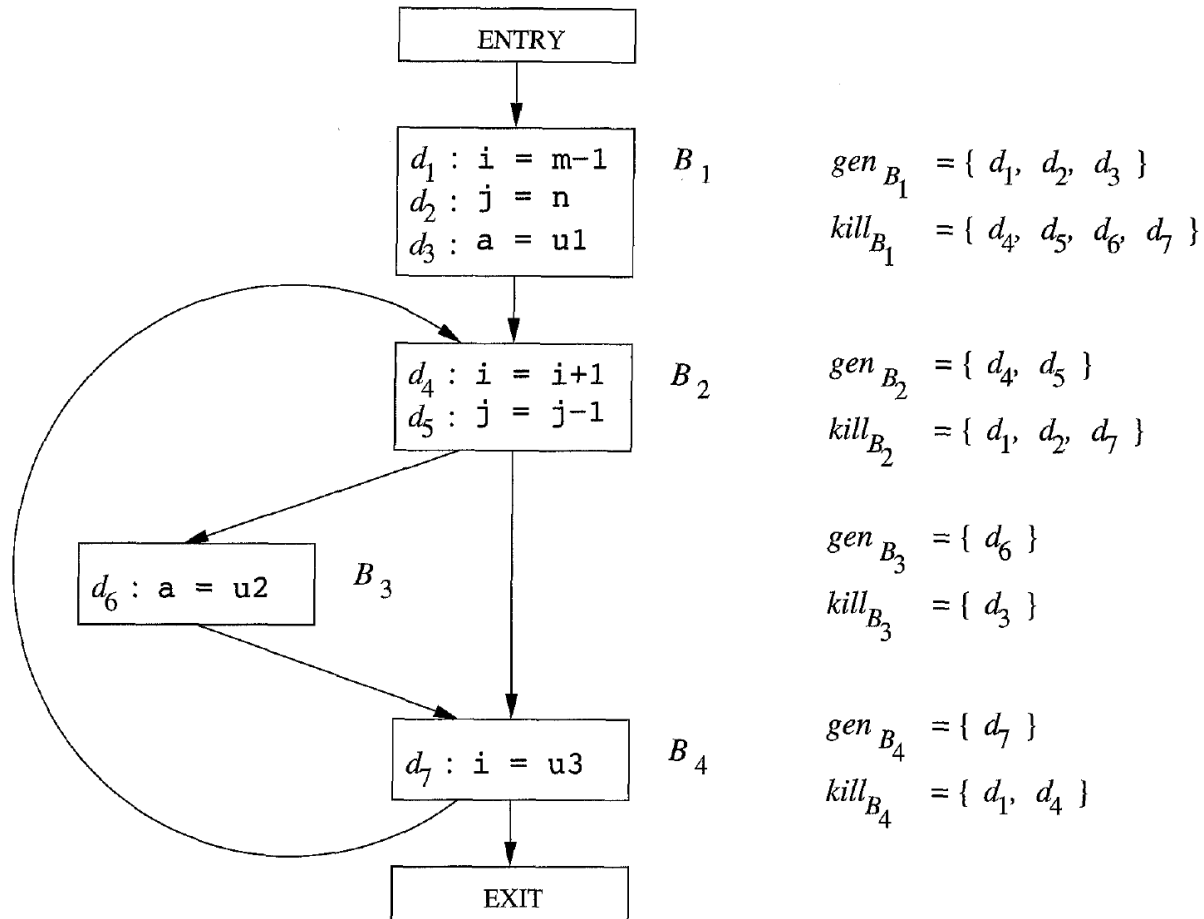 ENTRY
d₁ : i = m-1
d₂ : j = n
d₃ : a = u1
B₁
gen B₁ = { d₁, d₂, d₃ }
kill B₁ = { d₄, d₅, d₆, d₇ }
d₄ : i = i+1
d₅ : j = j-1
B₂
gen B₂ = { d₄, d₅ }
kill B₂ = { d₁, d₂, d₇ }
d₆ : a = u2
B₃
gen B₃ = { d₆ }
kill B₃ = { d₃ }
d₇ : i = u3
B₄
gen B₄ = { d₇ }
kill B₄ = { d₁, d₄ }
EXIT